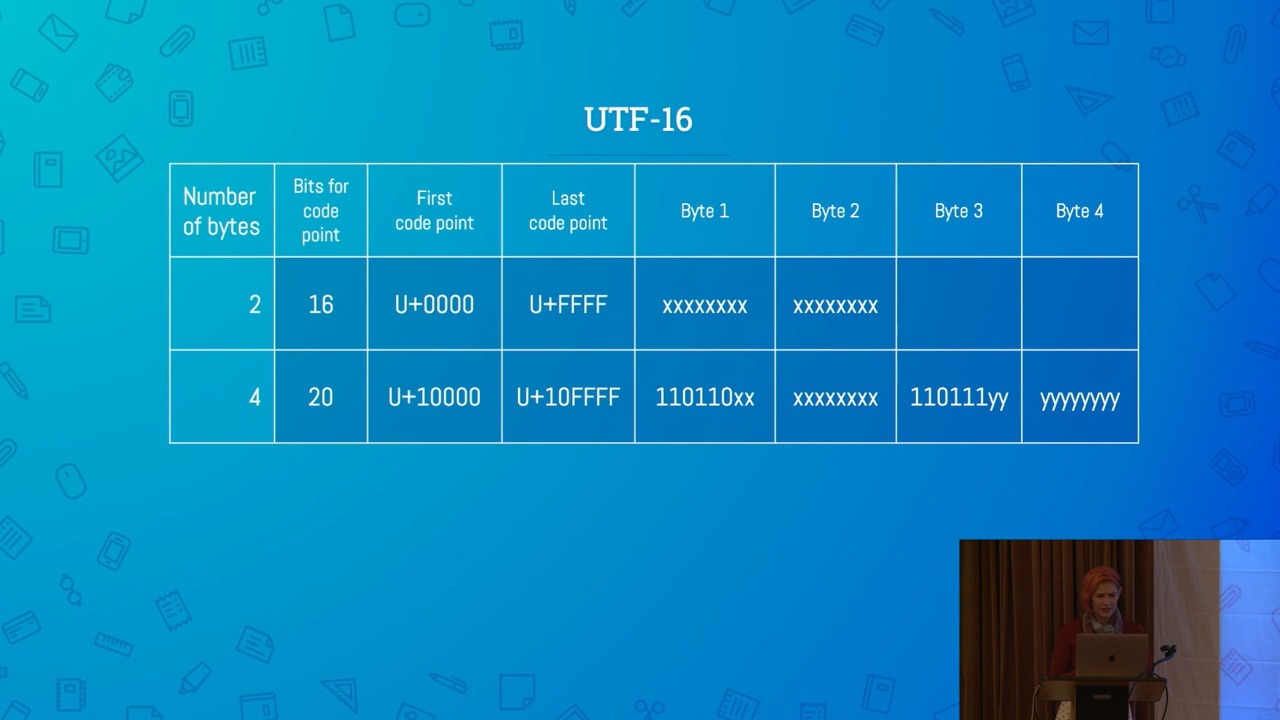 UTF-16
Number
of bytes
Bits for
code
point
First
code point
Last
code point
Byte 1
Byte 2
Byte 3
Byte 4
2
16
U+0000
U+FFFF
xxxxxxxx
xxxxxxxx
4
20
U+10000
U+10FFFF
110110xx
xxxxxxxx
110111yy
yyyyyyyy